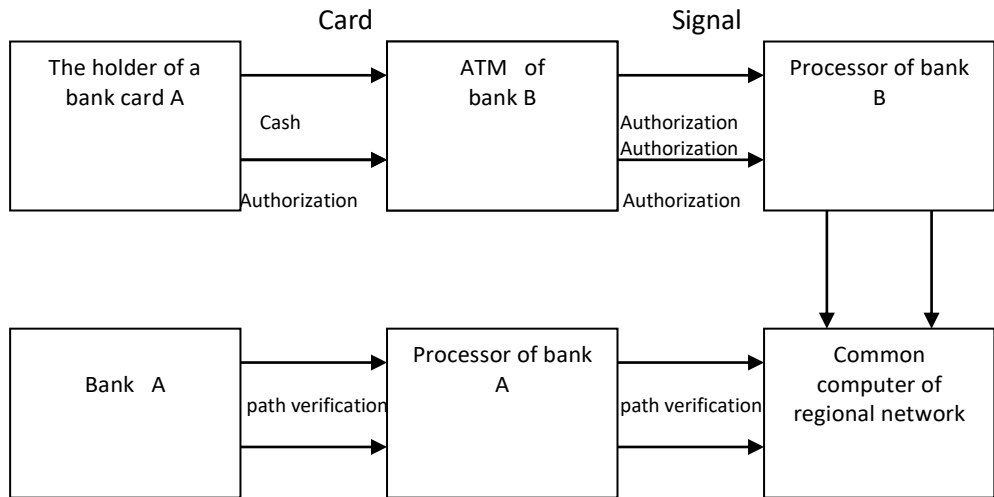 Card
Signal
The holder of a
bank card A
ATM of
bank B
Processor of bank
B
Cash
Authorization
Authorization
Authorization
Authorization
Bank A
Processor of bank
A
Common
computer of
regional network
path verification
path verification